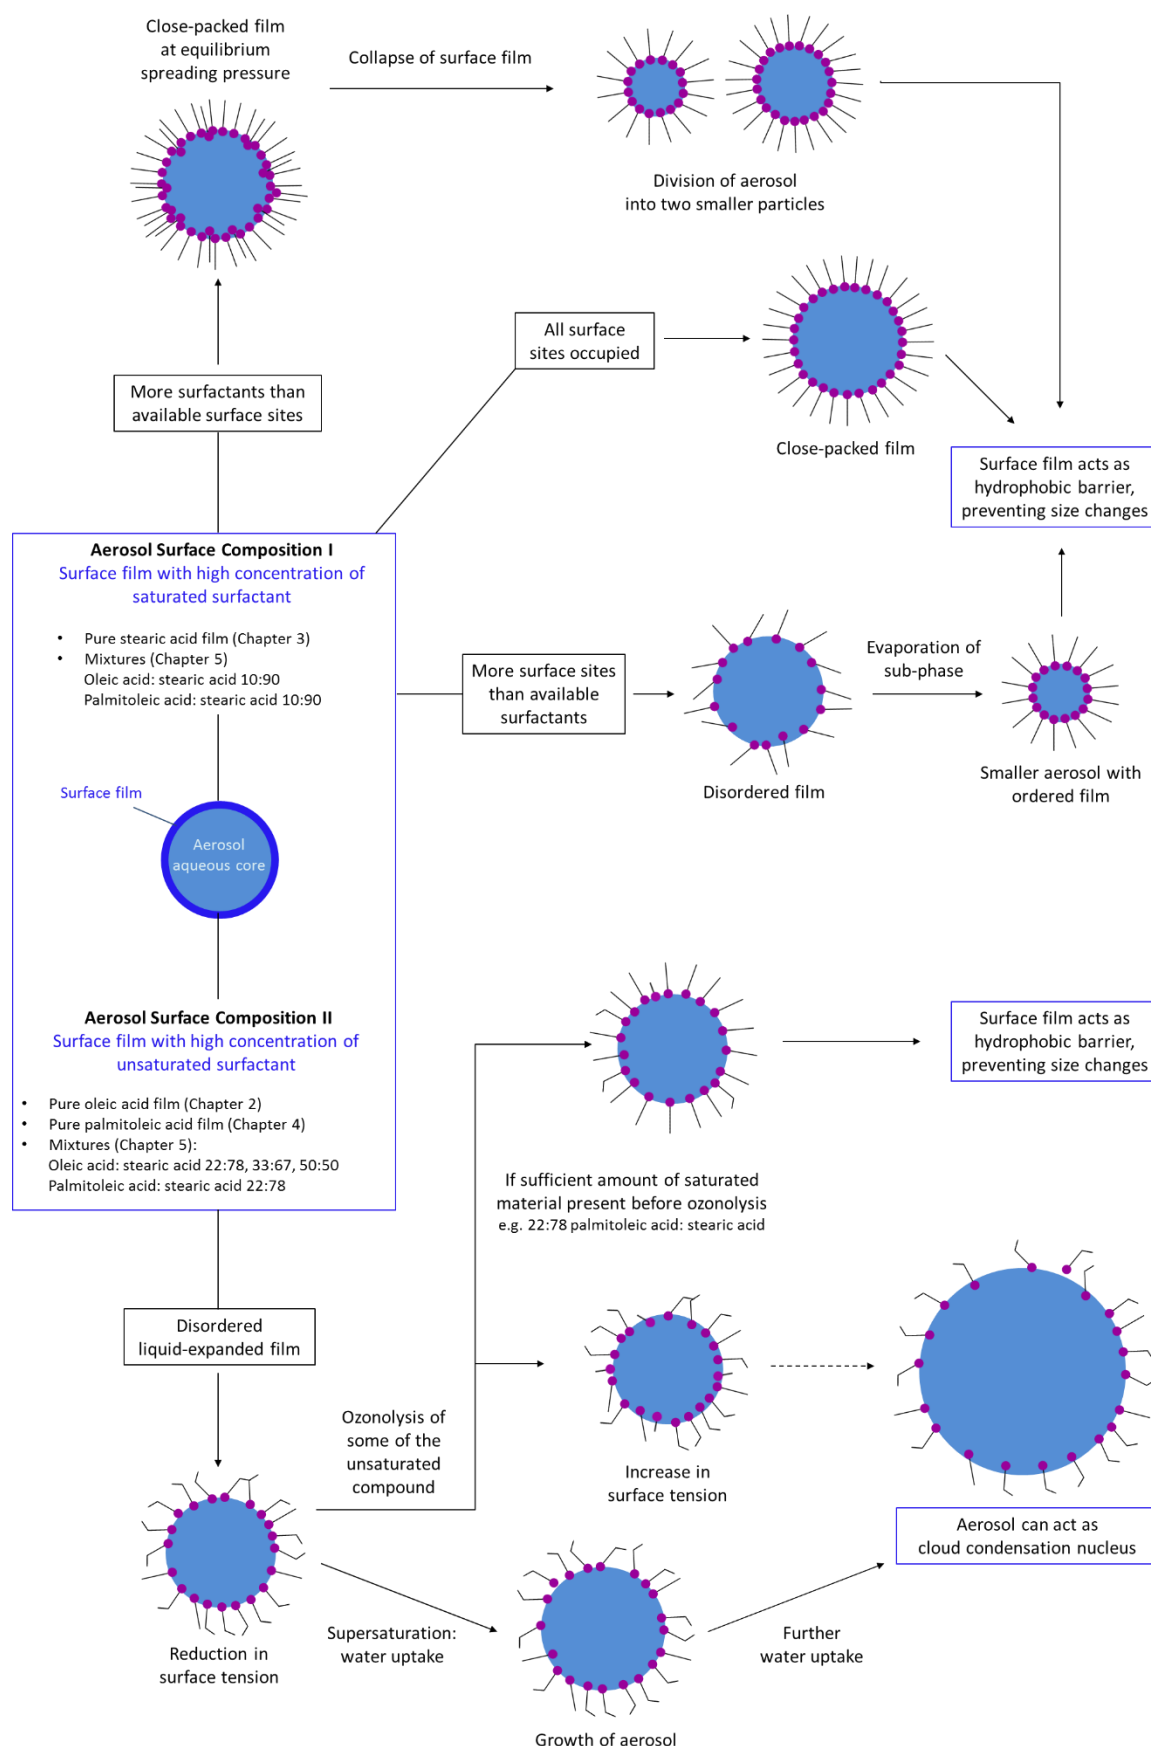 Close-packed film
at equilibrium
spreading pressure
Collapse of surface film
Division of aerosol
into two smaller particles
All surface
sites occupied
Close-packed film
More surfactants than
available surface sites
Surface film acts as
hydrophobic barrier,
preventing size changes
Aerosol Surface Composition I
Surface film with high concentration of
saturated surfactant
• Pure stearic acid film (Chapter 3)
• Mixtures (Chapter 5)
Oleic acid: stearic acid 10:90
Palmitoleic acid: stearic acid 10:90
More surface sites
than available
surfactants
Disordered film
Evaporation of
sub-phase
Smaller aerosol with
ordered film
Surface film
Aerosol
aqueous core
Aerosol Surface Composition II
Surface film with high concentration of
unsaturated surfactant
• Pure oleic acid film (Chapter 2)
• Pure palmitoleic acid film (Chapter 4)
• Mixtures (Chapter 5):
Oleic acid: stearic acid 22:78, 33:67, 50:50
Palmitoleic acid: stearic acid 22:78
Surface film acts as
hydrophobic barrier,
preventing size changes
If sufficient amount of saturated
material present before ozonolysis
e.g. 22:78 palmitoleic acid: stearic acid
Disordered
liquid-expanded film
Ozonolysis of
some of the
unsaturated
compound
Increase in
surface tension
Aerosol can act as
cloud condensation nucleus
Reduction in
surface tension
Supersaturation:
water uptake
Further
water uptake
Growth of aerosol